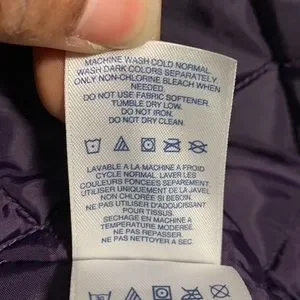 MACHINE WASH COLD NORMAL.
WASH DARK COLORS SEPARATELY.
ONLY NON-CHLORINE BLEACH WHEN
NEEDED.
DO NOT USE FABRIC SOFTENER.
TUMBLE DRY LOW.
DO NOT IRON.
DO NOT DRY CLEAN.
LAVABLE A LA MACHINE A FROID
CYCLE NORMAL. LAVER LES
COULEURS FONCEES SEPAREMENT.
UTILISER UNIQUEMENT DE LA JAVEL
NON CHLOREE SI BESOIN.
NE PAS UTILISER D'ADOUCISSANT
POUR TISSUS.
SECHAGE EN MACHINE A
TEMPERATURE MODEREE.
NE PAS REPASSER.
NE PAS NETTOYER A SEC.